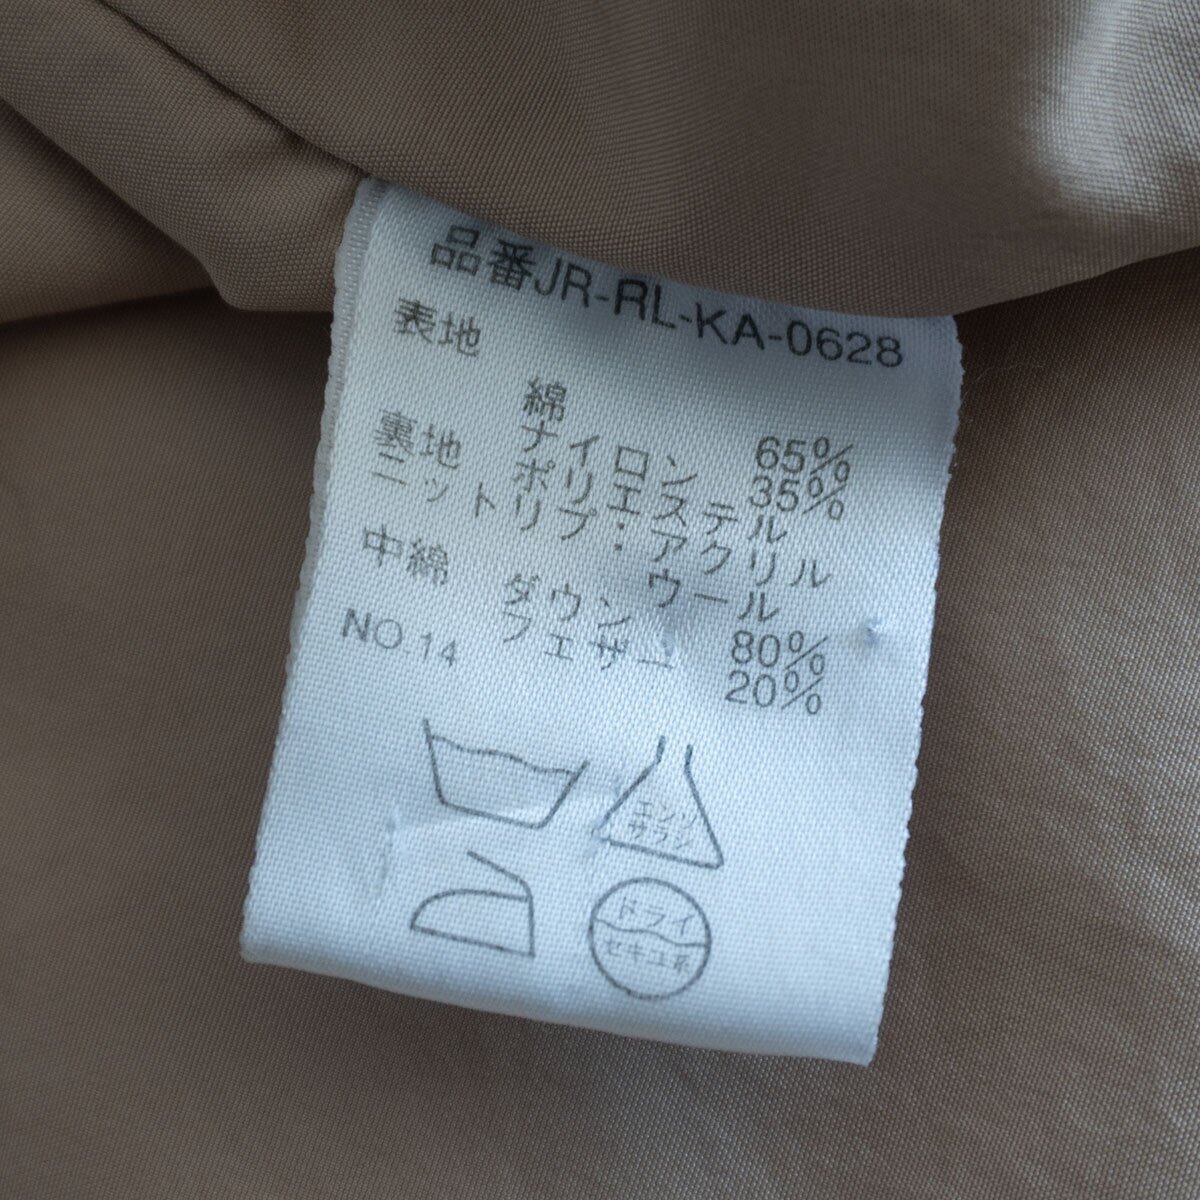 品番JR-RL-KA-0628
表地
綿 65%
ナイロン 35%
裏地 ポリエステル
ニットリブ・アクリル
ウール
中綿 ダウン 80%
フェザー 20%
NO.14
エンソ
サラシ
ドライ
セキユ系